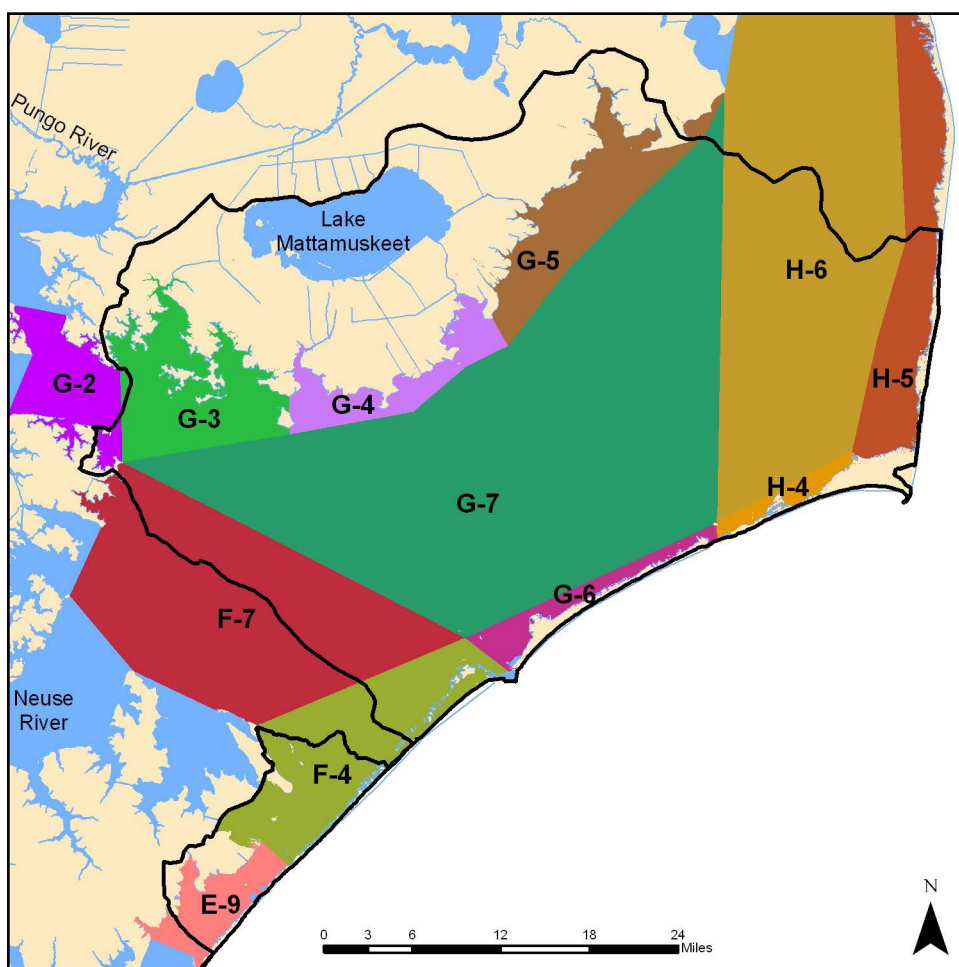 Pungo River
Lake
Mattamuskeet
G-5
H-6
G-2
G-3
G-4
H-5
G-7
H-4
G-6
F-7
Neuse
River
F-4
E-9
N
0 3 6 12 18 24
Miles